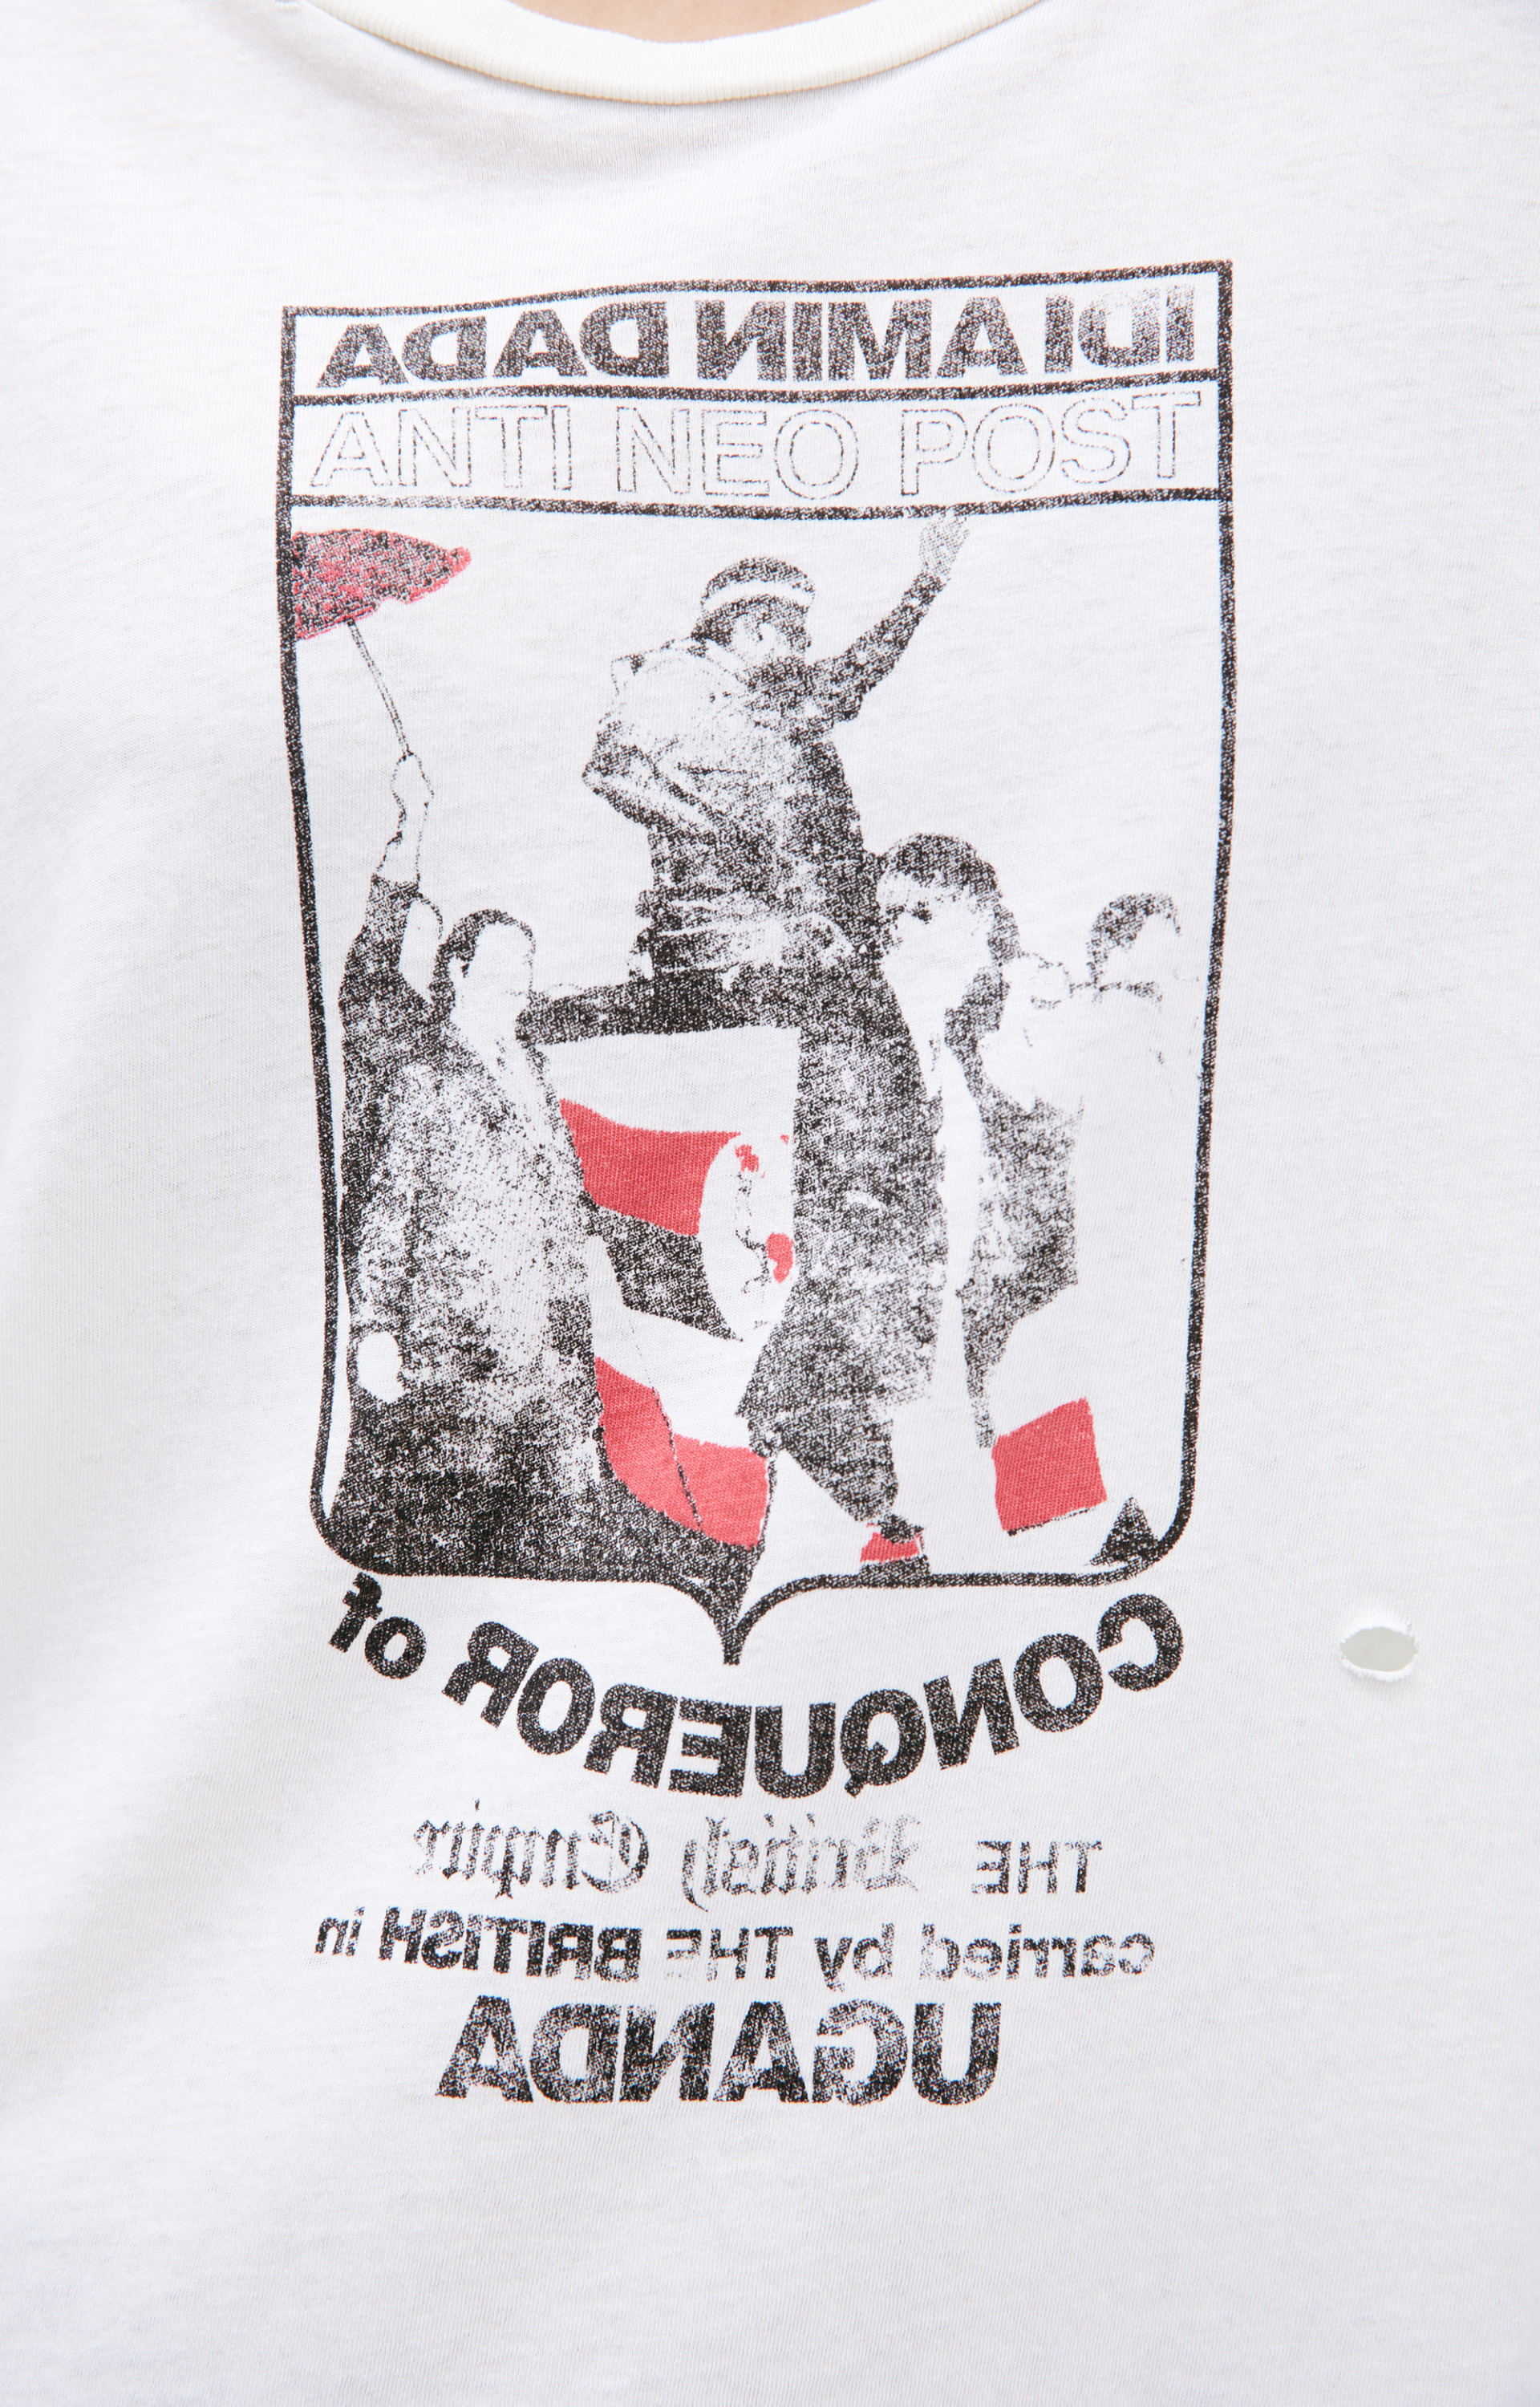 IDI AMIN DADA
ANTI NEO POST
CONQUEROR of
THE British Empire
carried by THE BRITISH in
UGANDA